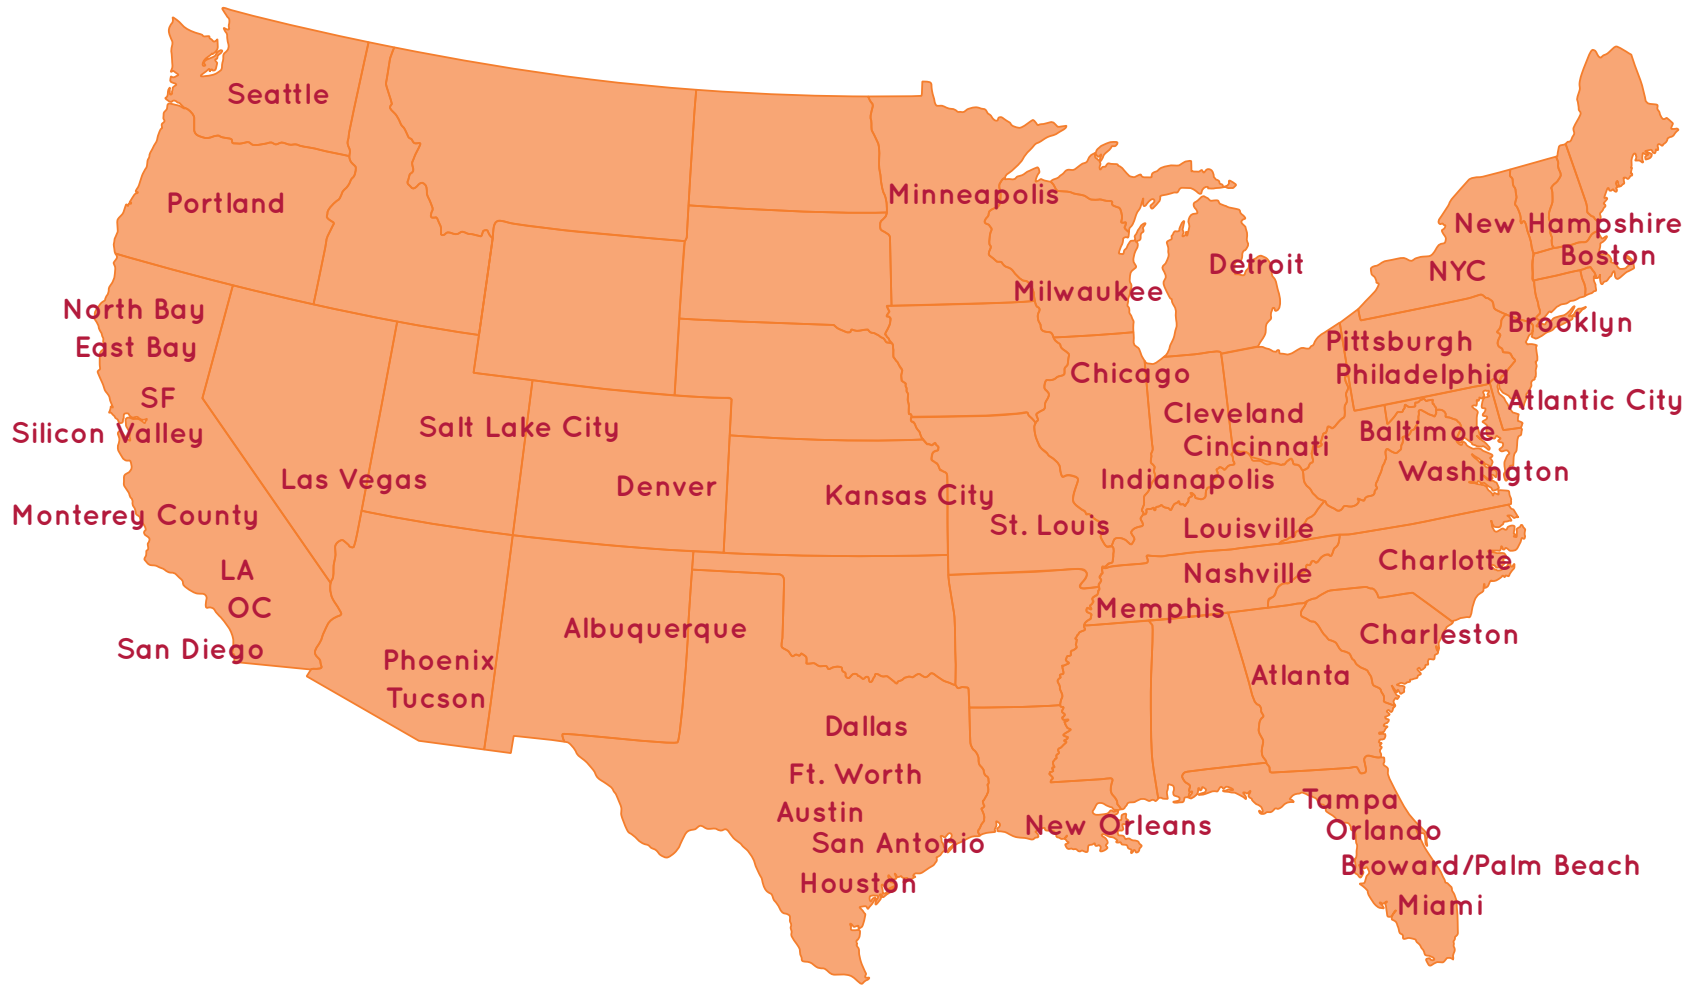 Seattle
Portland
Minneapolis
New Hampshire
Boston
Detroit
NYC
Milwaukee
North Bay
East Bay
Brooklyn
Pittsburgh
Philadelphia
Chicago
SF
Atlantic City
Cleveland
Silicon Valley
Salt Lake City
Baltimore
Cincinnati
Washington
Las Vegas
Denver
Indianapolis
Kansas City
Monterey County
St. Louis
Louisville
Charlotte
LA
Nashville
OC
Memphis
Albuquerque
Charleston
San Diego
Phoenix
Atlanta
Tucson
Dallas
Ft. Worth
Tampa
Austin
New Orleans
Orlando
San Antonio
Broward/Palm Beach
Houston
Miami